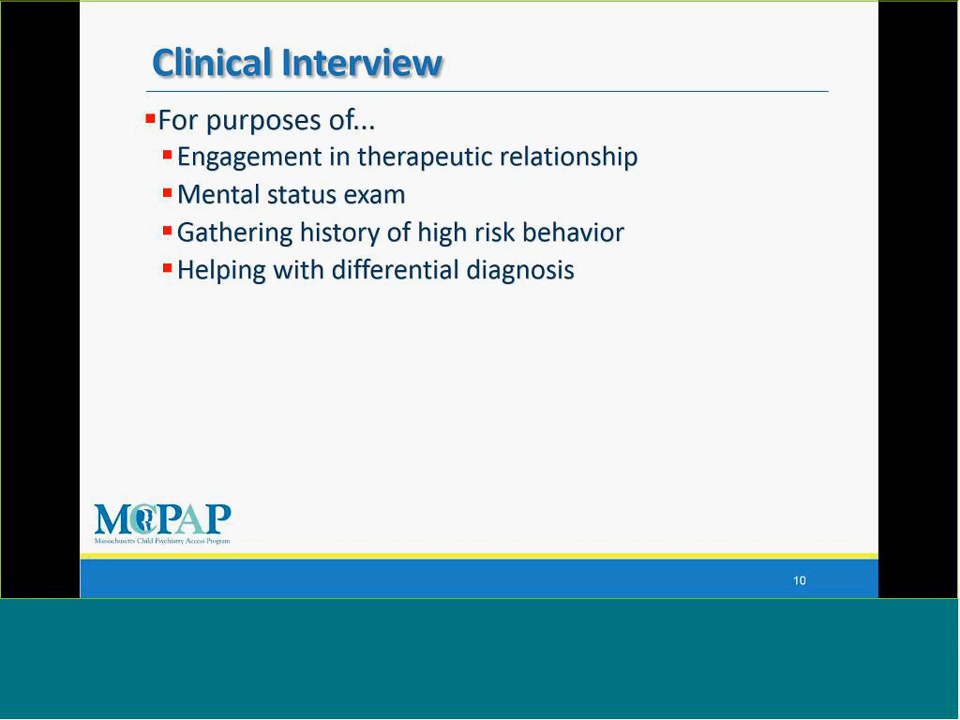 Clinical Interview
For purposes of...
Engagement in therapeutic relationship
Mental status exam
Gathering history of high risk behavior
Helping with differential diagnosis
MCPAP
Massachusetts Child Psychiatry Access Program
10